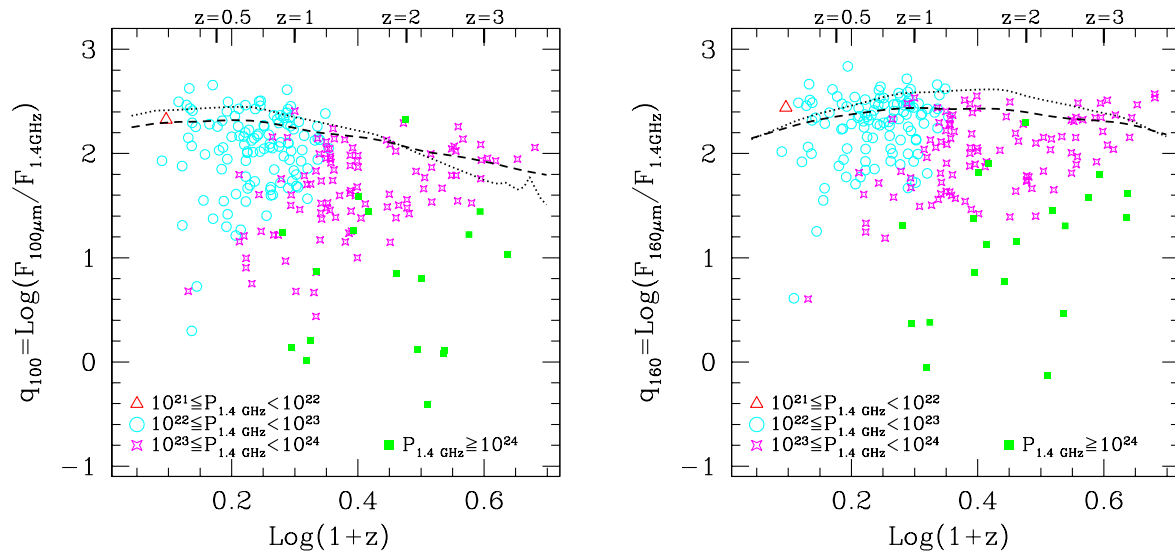 z=0.5 z=1 z=2 z=3
3
2
1
0
−1
q₁₀₀=Log(F₁₀₀μm/F₁.₄GHz)
△ 10²¹≦P₁.₄ GHz<10²²
○ 10²²≦P₁.₄ GHz<10²³
10²³≦P₁.₄ GHz<10²⁴
■ P₁.₄ GHz≧10²⁴
0.2 0.4 0.6
Log(1+z)
z=0.5 z=1 z=2 z=3
3
2
1
0
−1
q₁₆₀=Log(F₁₆₀μm/F₁.₄GHz)
△ 10²¹≦P₁.₄ GHz<10²²
○ 10²²≦P₁.₄ GHz<10²³
10²³≦P₁.₄ GHz<10²⁴
■ P₁.₄ GHz≧10²⁴
0.2 0.4 0.6
Log(1+z)